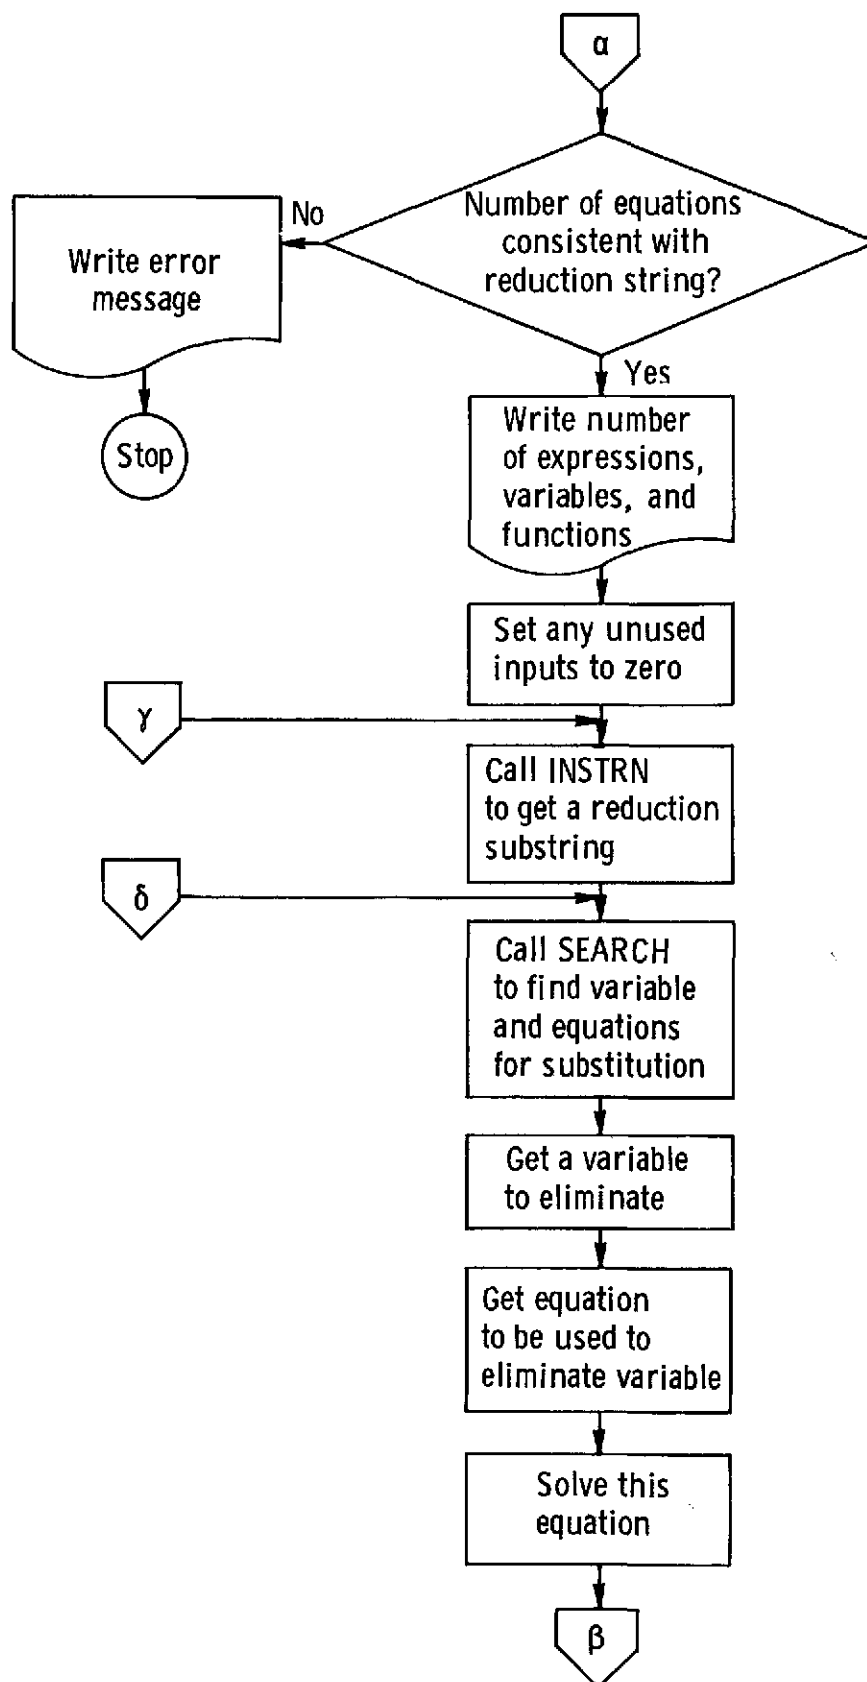 α
Number of equations
consistent with
reduction string?
No
Write error
message
Stop
Yes
Write number
of expressions,
variables, and
functions
Set any unused
inputs to zero
γ
Call INSTRN
to get a reduction
substring
δ
Call SEARCH
to find variable
and equations
for substitution
Get a variable
to eliminate
Get equation
to be used to
eliminate variable
Solve this
equation
β